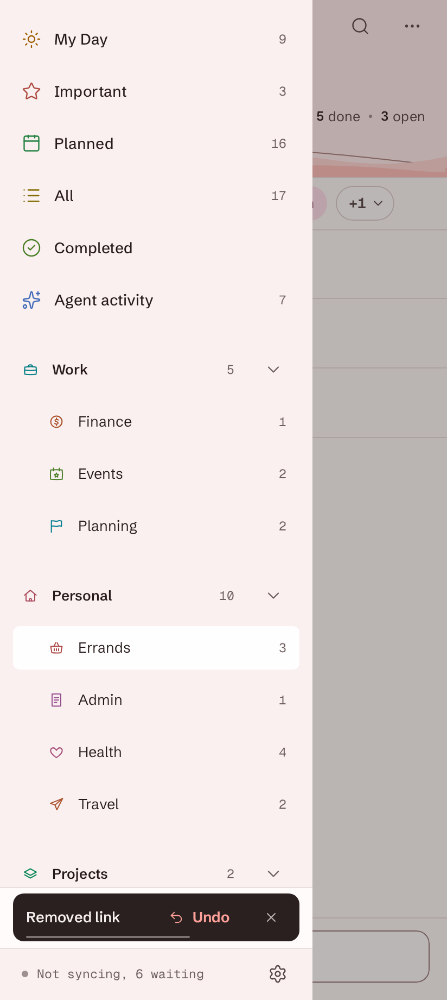 My Day 9
Important 3
Planned 16
All 17
Completed
Agent activity 7
Work 5
Finance 1
Events 2
Planning 2
Personal 10
Errands 3
Admin 1
Health 4
Travel 2
Projects 2
Removed link Undo
Not syncing, 6 waiting
5 done • 3 open
+1